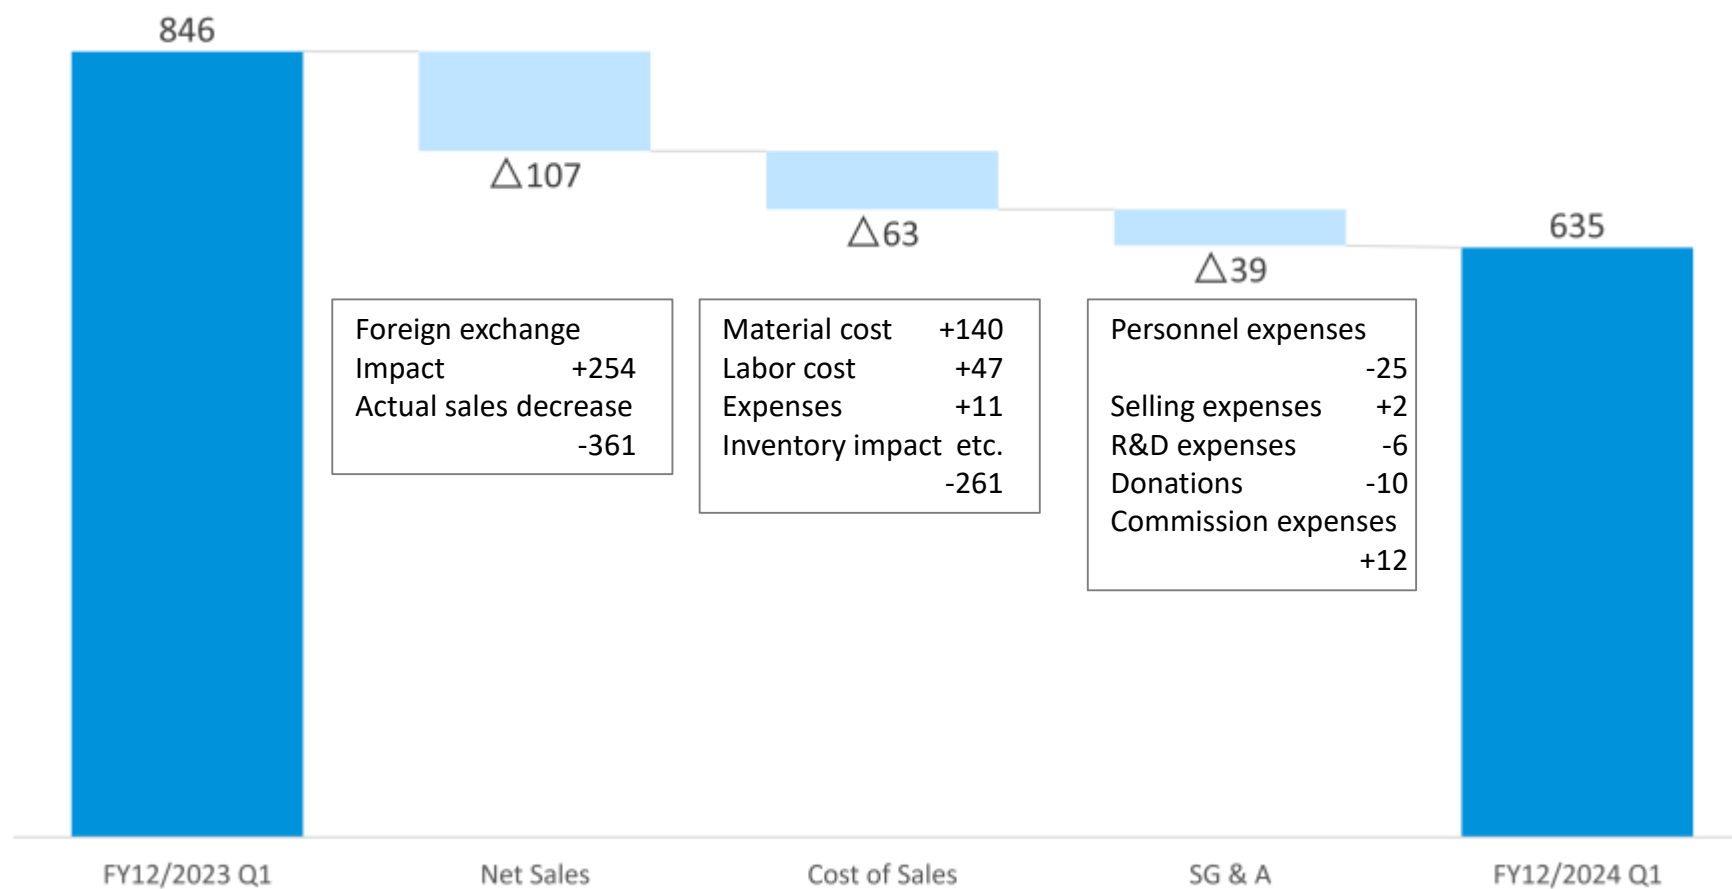 846
△107
△63
△39
635
Foreign exchange
Impact +254
Actual sales decrease
-361
Material cost +140
Labor cost +47
Expenses +11
Inventory impact etc.
-261
Personnel expenses
-25
Selling expenses +2
R&D expenses -6
Donations -10
Commission expenses
+12
FY12/2023 Q1
Net Sales
Cost of Sales
SG & A
FY12/2024 Q1